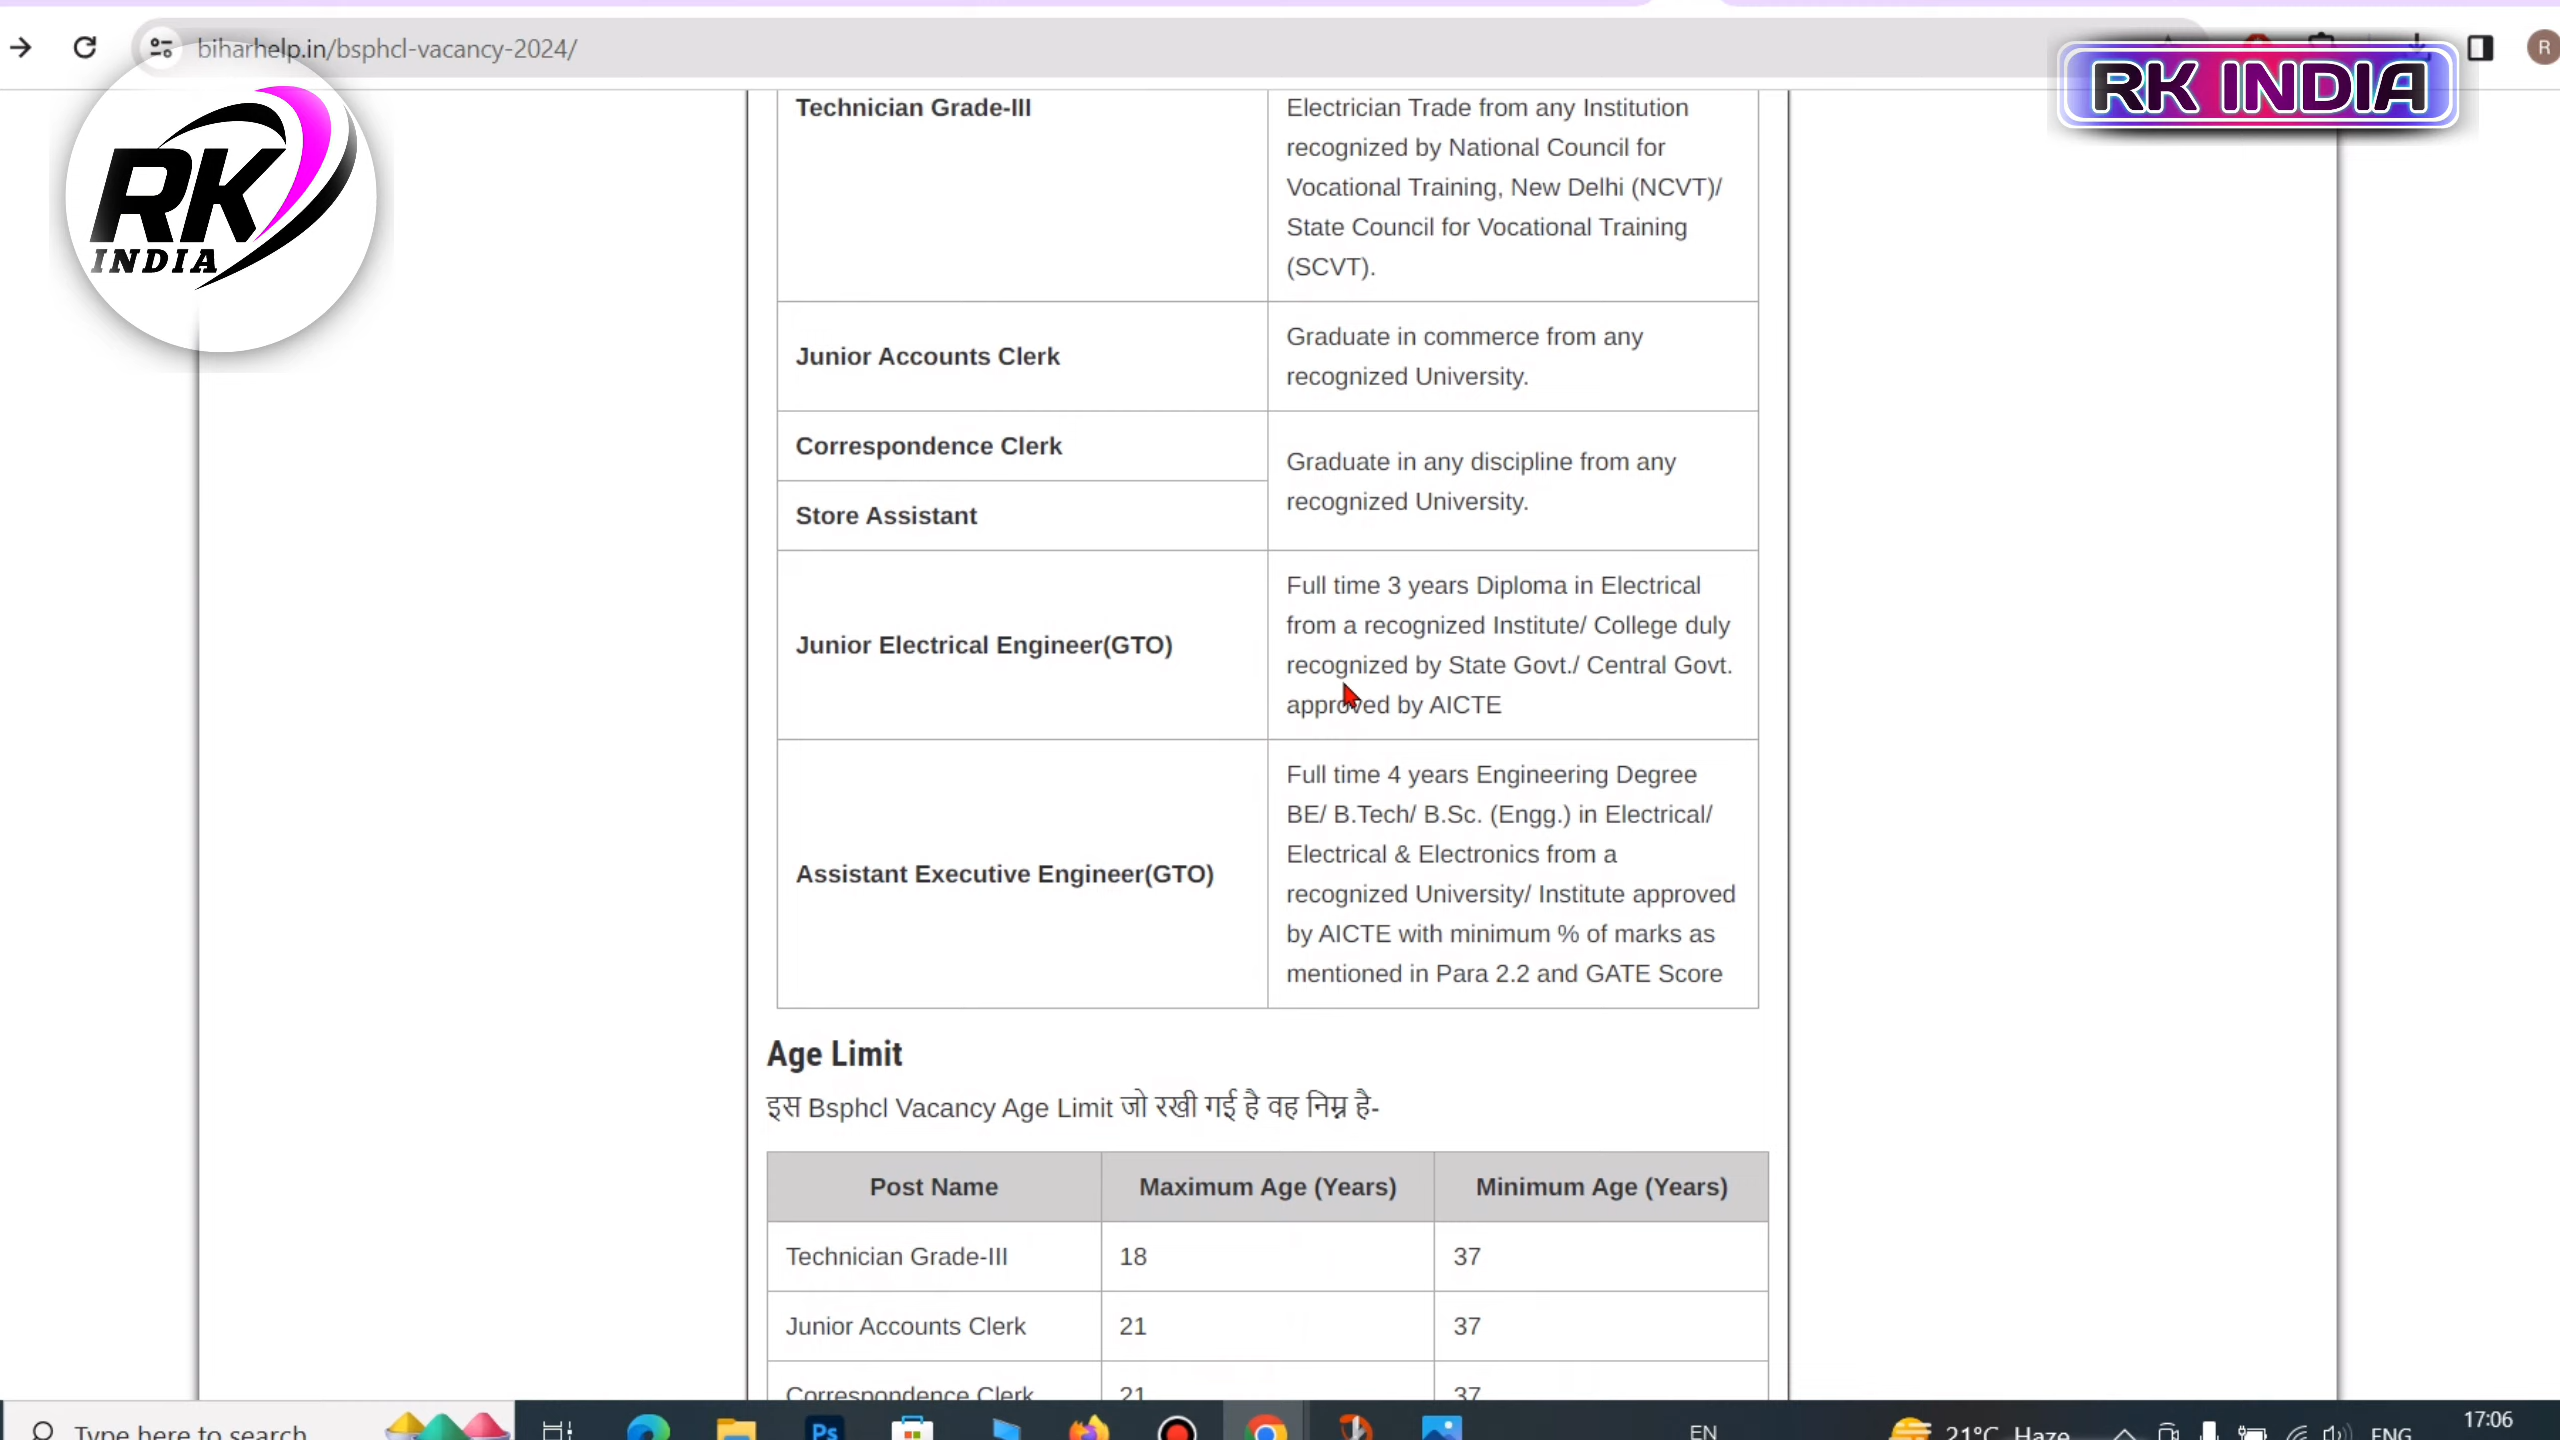 biharhelp.in/bsphcl-vacancy-2024/
R
RK INDIA
RK
INDIA
Technician Grade-III
Electrician Trade from any Institution
recognized by National Council for
Vocational Training, New Delhi (NCVT)/
State Council for Vocational Training
(SCVT).
Junior Accounts Clerk
Graduate in commerce from any
recognized University.
Correspondence Clerk
Store Assistant
Graduate in any discipline from any
recognized University.
Junior Electrical Engineer(GTO)
Full time 3 years Diploma in Electrical
from a recognized Institute/ College duly
recognized by State Govt./ Central Govt.
approved by AICTE
Assistant Executive Engineer(GTO)
Full time 4 years Engineering Degree
BE/ B.Tech/ B.Sc. (Engg.) in Electrical/
Electrical & Electronics from a
recognized University/ Institute approved
by AICTE with minimum % of marks as
mentioned in Para 2.2 and GATE Score
Age Limit
इस Bsphcl Vacancy Age Limit जो रखी गई है वह निम्न है-
Post Name Maximum Age (Years) Minimum Age (Years)
Technician Grade-III 18 37
Junior Accounts Clerk 21 37
Correspondence Clerk 21 37
Type here to search Ps EN 21°C Haze ENG 17:06